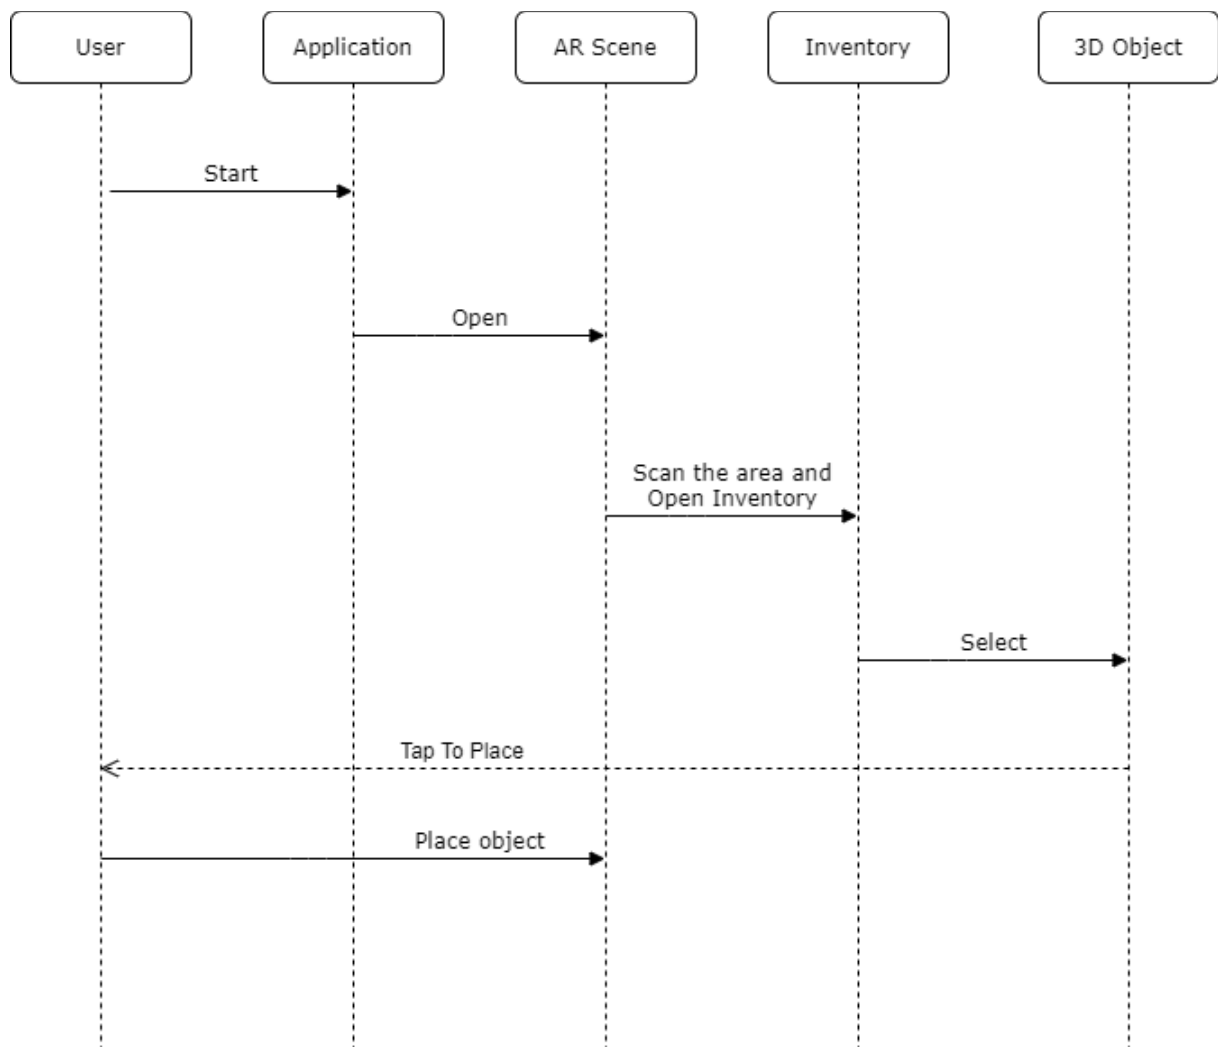 User
Application
AR Scene
Inventory
3D Object
Start
Open
Scan the area and
Open Inventory
Select
Tap To Place
Place object